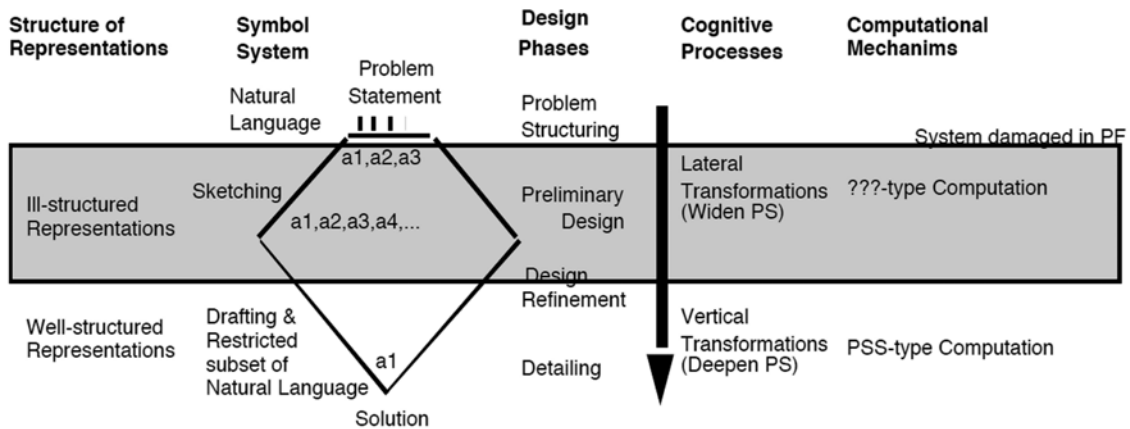 Structure of
Representations
Symbol
System
Design
Phases
Cognitive
Processes
Computational
Mechanims
Problem
Statement
Natural
Language
Problem
Structuring
System damaged in PF
a1,a2,a3
Lateral
Transformations
(Widen PS)
Sketching
Ill-structured
Representations
a1,a2,a3,a4,...
Preliminary
Design
???-type Computation
Design
Refinement
Well-structured
Representations
Drafting &
Restricted
subset of
Natural Language
a1
Solution
Detailing
Vertical
Transformations
(Deepen PS)
PSS-type Computation